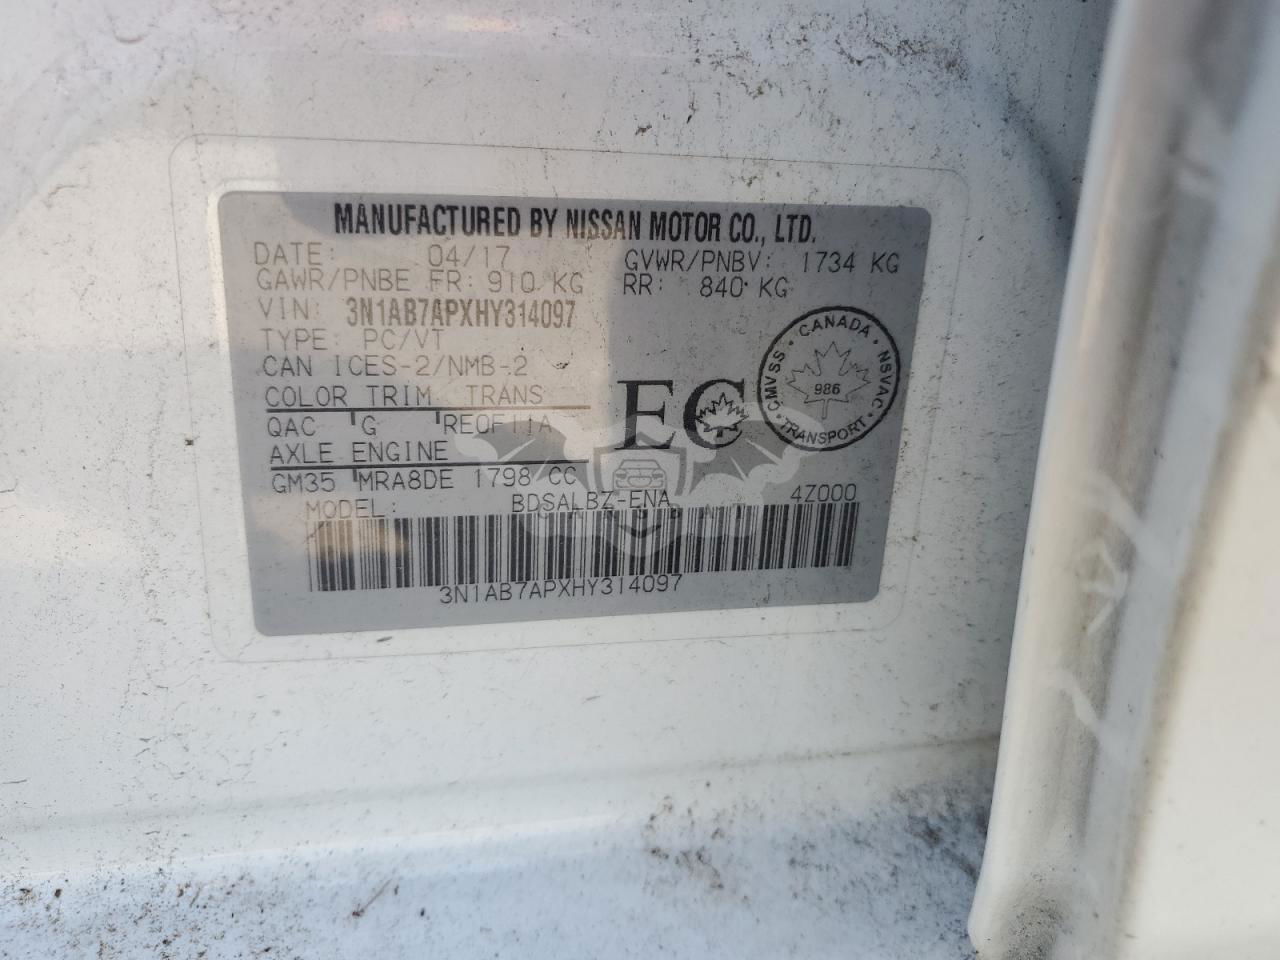 MANUFACTURED BY NISSAN MOTOR CO., LTD.
DATE: 04/17 GVWR/PNBV: 1734 KG
GAWR/PNBE FR: 910 KG RR: 840 KG
VIN: 3N1AB7APXHY314097
TYPE: PC/VT
CAN ICES-2/NMB-2
COLOR TRIM TRANS
QAC G RE0F11A
AXLE ENGINE
GM35 MRA8DE 1798 CC
MODEL: BDSALBZ-ENA 4Z000
3N1AB7APXHY314097
EC
CANADA
CMVSS · NSVAC
986
TRANSPORT